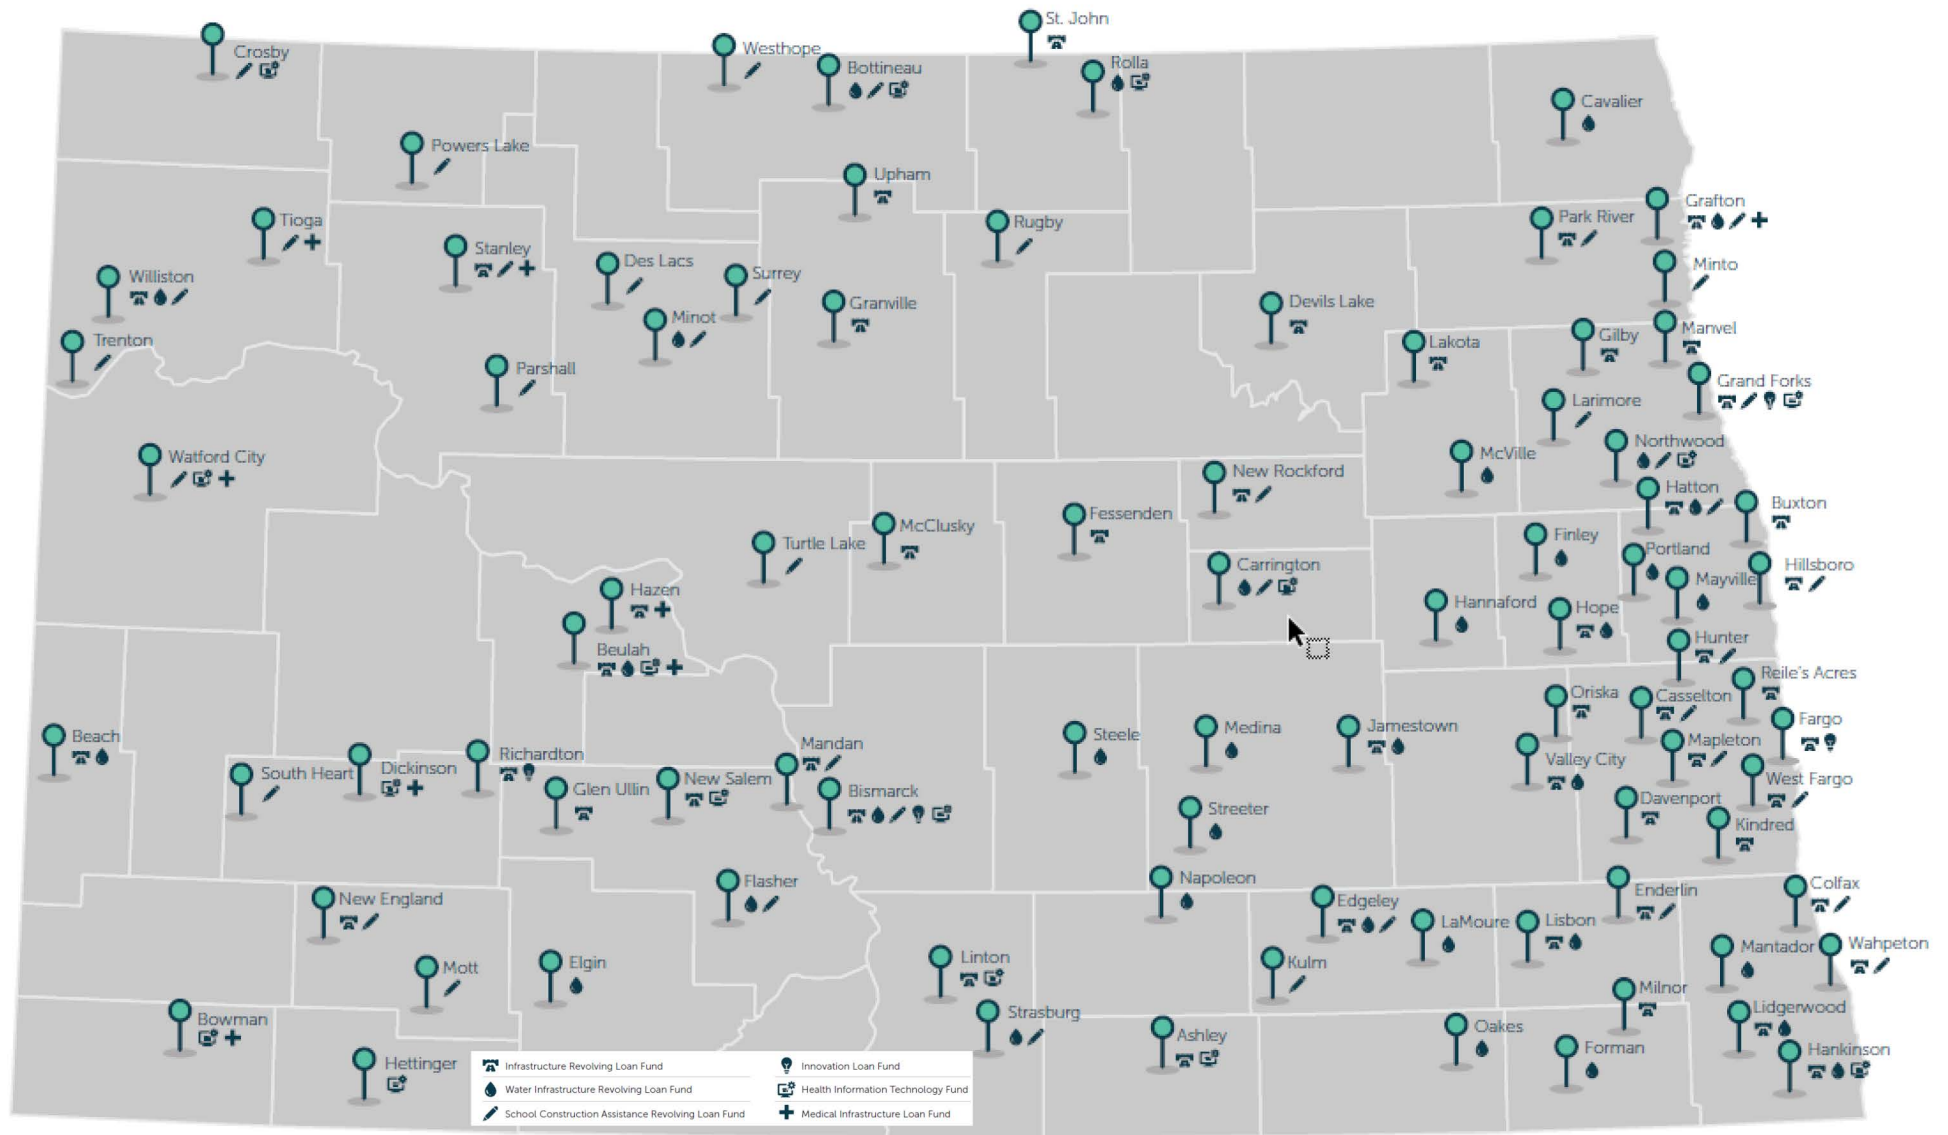 St. John
Crosby
Westhope
Bottineau
Rolla
Cavalier
Powers Lake
Upham
Grafton
Tioga
Stanley
Rugby
Park River
Des Lacs
Surrey
Minto
Williston
Granville
Devils Lake
Minot
Trenton
Lakota
Gilby
Manvel
Parshall
Grand Forks
Larimore
Watford City
McVille
Northwood
New Rockford
Hatton
Buxton
Fessenden
McClusky
Turtle Lake
Finley
Portland
Carrington
Hillsboro
Mayville
Hazen
Hannaford
Hope
Beulah
Hunter
Reile's Acres
Oriska
Casselton
Fargo
Beach
Steele
Medina
Jamestown
Mandan
Mapleton
Richardton
Valley City
South Heart
Dickinson
New Salem
West Fargo
Glen Ullin
Bismarck
Davenport
Streeter
Kindred
Flasher
Napoleon
Colfax
New England
Edgeley
Enderlin
LaMoure
Lisbon
Mantador
Wahpeton
Mott
Elgin
Linton
Kulm
Milnor
Bowman
Strasburg
Lidgerwood
Ashley
Oakes
Forman
Hankinson
Hettinger
Infrastructure Revolving Loan Fund
Innovation Loan Fund
Water Infrastructure Revolving Loan Fund
Health Information Technology Fund
School Construction Assistance Revolving Loan Fund
Medical Infrastructure Loan Fund